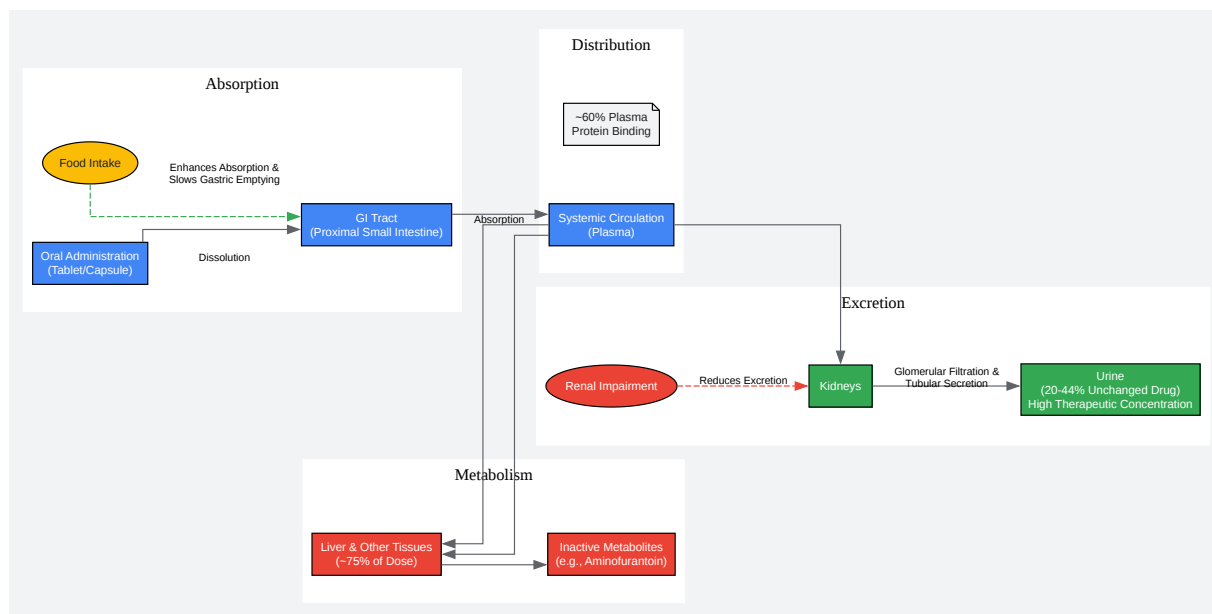 Distribution
~60% Plasma
Protein Binding
Absorption
Food Intake
Enhances Absorption &
Slows Gastric Emptying
GI Tract
(Proximal Small Intestine)
Oral Administration
(Tablet/Capsule)
Dissolution
Absorption
Systemic Circulation
(Plasma)
Excretion
Renal Impairment
Reduces Excretion
Kidneys
Glomerular Filtration &
Tubular Secretion
Urine
(20-44% Unchanged Drug)
High Therapeutic Concentration
Metabolism
Liver & Other Tissues
(~75% of Dose)
Inactive Metabolites
(e.g., Aminofurantoin)